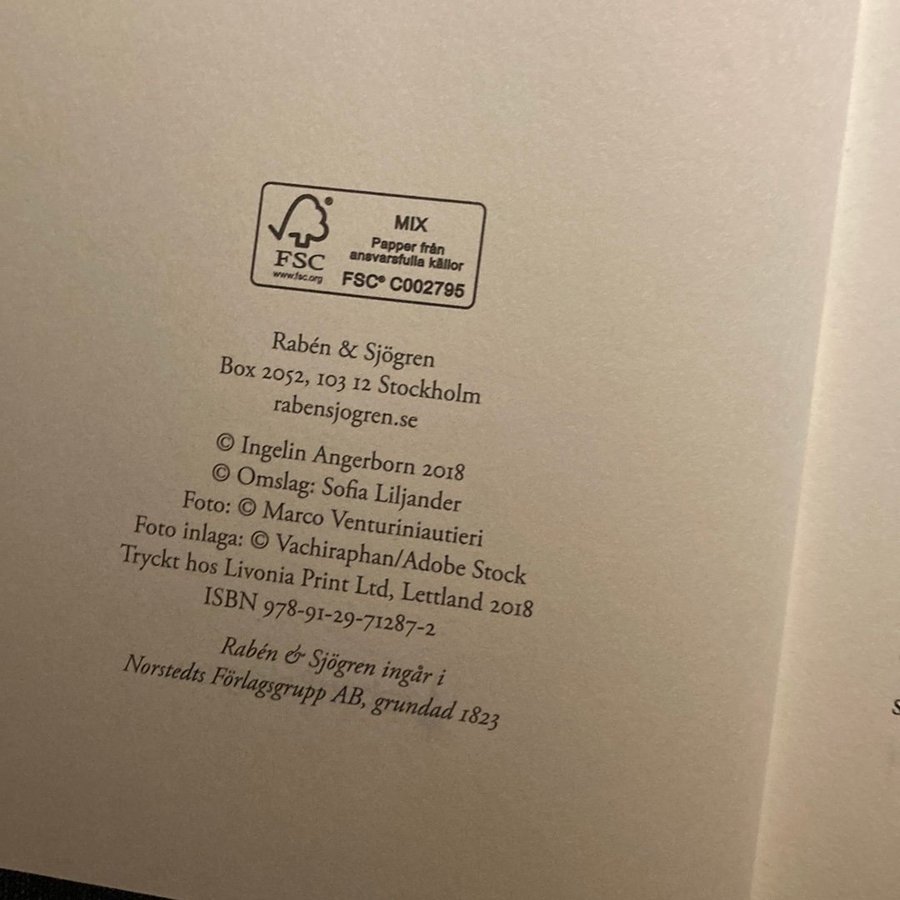 FSC
www.fsc.org
MIX
Papper från
ansvarsfulla källor
FSC® C002795
Rabén & Sjögren
Box 2052, 103 12 Stockholm
rabensjogren.se
© Ingelin Angerborn 2018
© Omslag: Sofia Liljander
Foto: © Marco Venturiniautieri
Foto inlaga: © Vachiraphan/Adobe Stock
Tryckt hos Livonia Print Ltd, Lettland 2018
ISBN 978-91-29-71287-2
Rabén & Sjögren ingår i
Norstedts Förlagsgrupp AB, grundad 1823